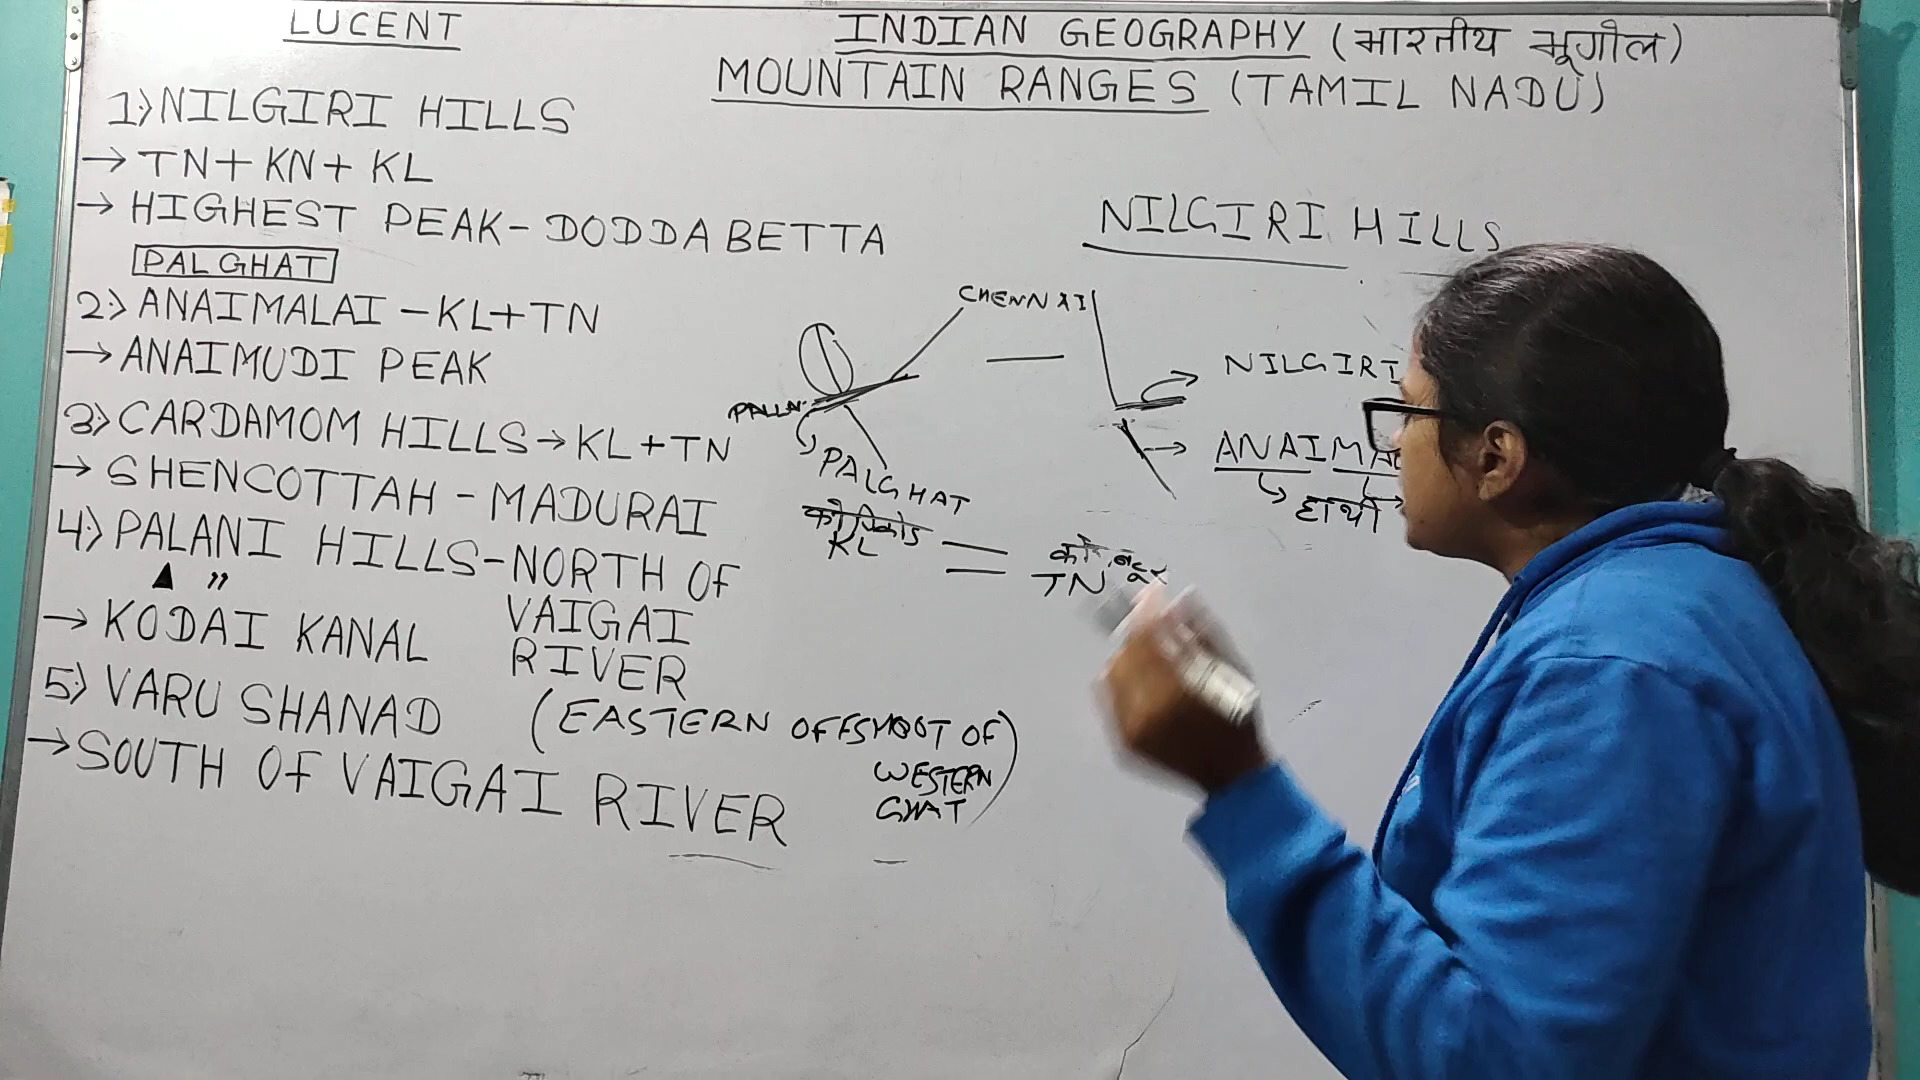 LUCENT
INDIAN GEOGRAPHY (भारतीय भूगोल)
MOUNTAIN RANGES (TAMIL NADU)
1) NILGIRI HILLS
→ TN + KN + KL
→ HIGHEST PEAK - DODDABETTA
PALGHAT
2) ANAIMALAI - KL + TN
→ ANAIMUDI PEAK
3) CARDAMOM HILLS → KL + TN
→ SHENCOTTAH - MADURAI
4) PALANI HILLS - NORTH OF
VAIGAI
RIVER
→ KODAI KANAL
5) VARUSHANAD
(EASTERN OFFSHOOT OF
WESTERN
GHAT)
→ SOUTH OF VAIGAI RIVER
NILGIRI HILLS
CHENNAI
PALGHAT
KL
TN
NILGIRI
ANAIMA
हाथी